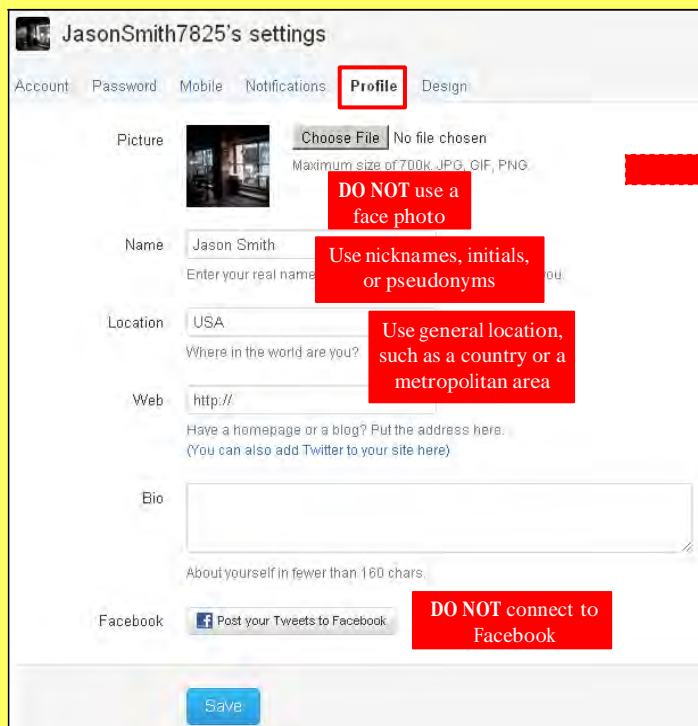 JasonSmith7825's settings
Account Password Mobile Notifications Profile Design
Picture
Choose File No file chosen
Maximum size of 700k. JPG, GIF, PNG.
DO NOT use a
face photo
Name
Jason Smith
Enter your real name
you.
Use nicknames, initials,
or pseudonyms
Location
USA
Where in the world are you?
Use general location,
such as a country or a
metropolitan area
Web
http://
Have a homepage or a blog? Put the address here.
(You can also add Twitter to your site here)
Bio
About yourself in fewer than 160 chars.
Facebook
Post your Tweets to Facebook
DO NOT connect to
Facebook
Save